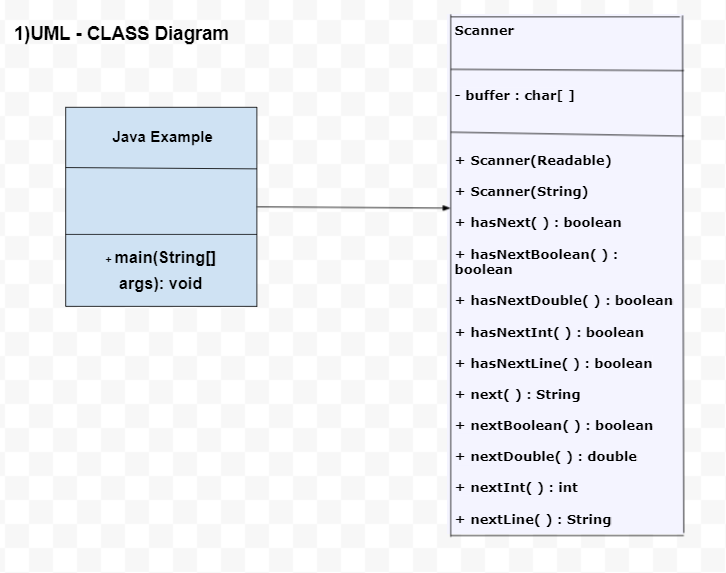 1)UML - CLASS Diagram
Java Example
+ main(String[]
args): void
Scanner
- buffer : char[ ]
+ Scanner(Readable)
+ Scanner(String)
+ hasNext( ) : boolean
+ hasNextBoolean( ) :
boolean
+ hasNextDouble( ) : boolean
+ hasNextInt( ) : boolean
+ hasNextLine( ) : boolean
+ next( ) : String
+ nextBoolean( ) : boolean
+ nextDouble( ) : double
+ nextInt( ) : int
+ nextLine( ) : String